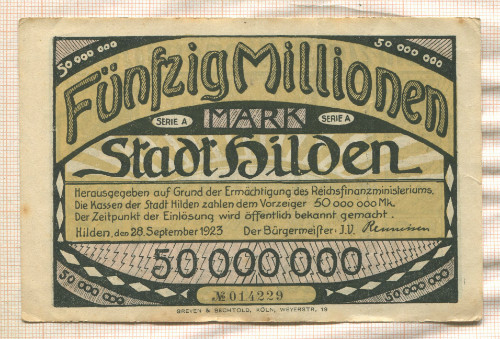 50 000 000 50 000 000
Fünfzig Millionen
SERIE A MARK SERIE A
Stadt Hilden
Herausgegeben auf Grund der Ermächtigung des Reichsfinanzministeriums.
Die Kassen der Stadt Hilden zahlen dem Vorzeiger 50 000 000 Mk.
Der Zeitpunkt der Einlösung wird öffentlich bekannt gemacht.
Hilden, den 28. September 1923 Der Bürgermeister: J.V.
50 000 000
50 000 000 № 014229 50 000 000
GREVEN & BECHTOLD, KÖLN, WEYERSTR, 19